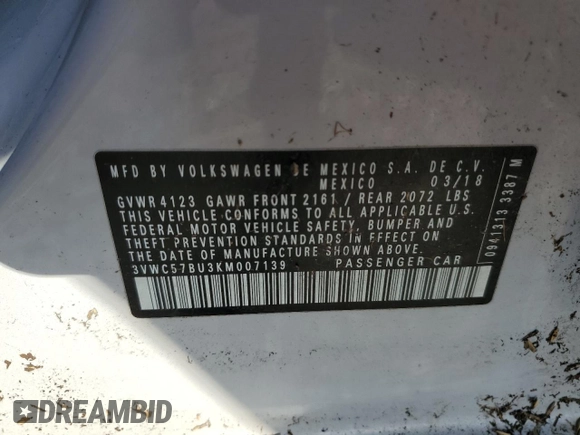 MFD BY VOLKSWAGEN DE MEXICO S.A. DE C.V.
MEXICO 03/18
GVWR 4123 GAWR FRONT 2161 / REAR 2072 LBS
THIS VEHICLE CONFORMS TO ALL APPLICABLE U.S.
FEDERAL MOTOR VEHICLE SAFETY, BUMPER AND
THEFT PREVENTION STANDARDS IN EFFECT ON
THE DATE OF MANUFACTURE SHOWN ABOVE.
3VWC57BU3KM007139 PASSENGER CAR
0941313 3387 M
DREAMBID